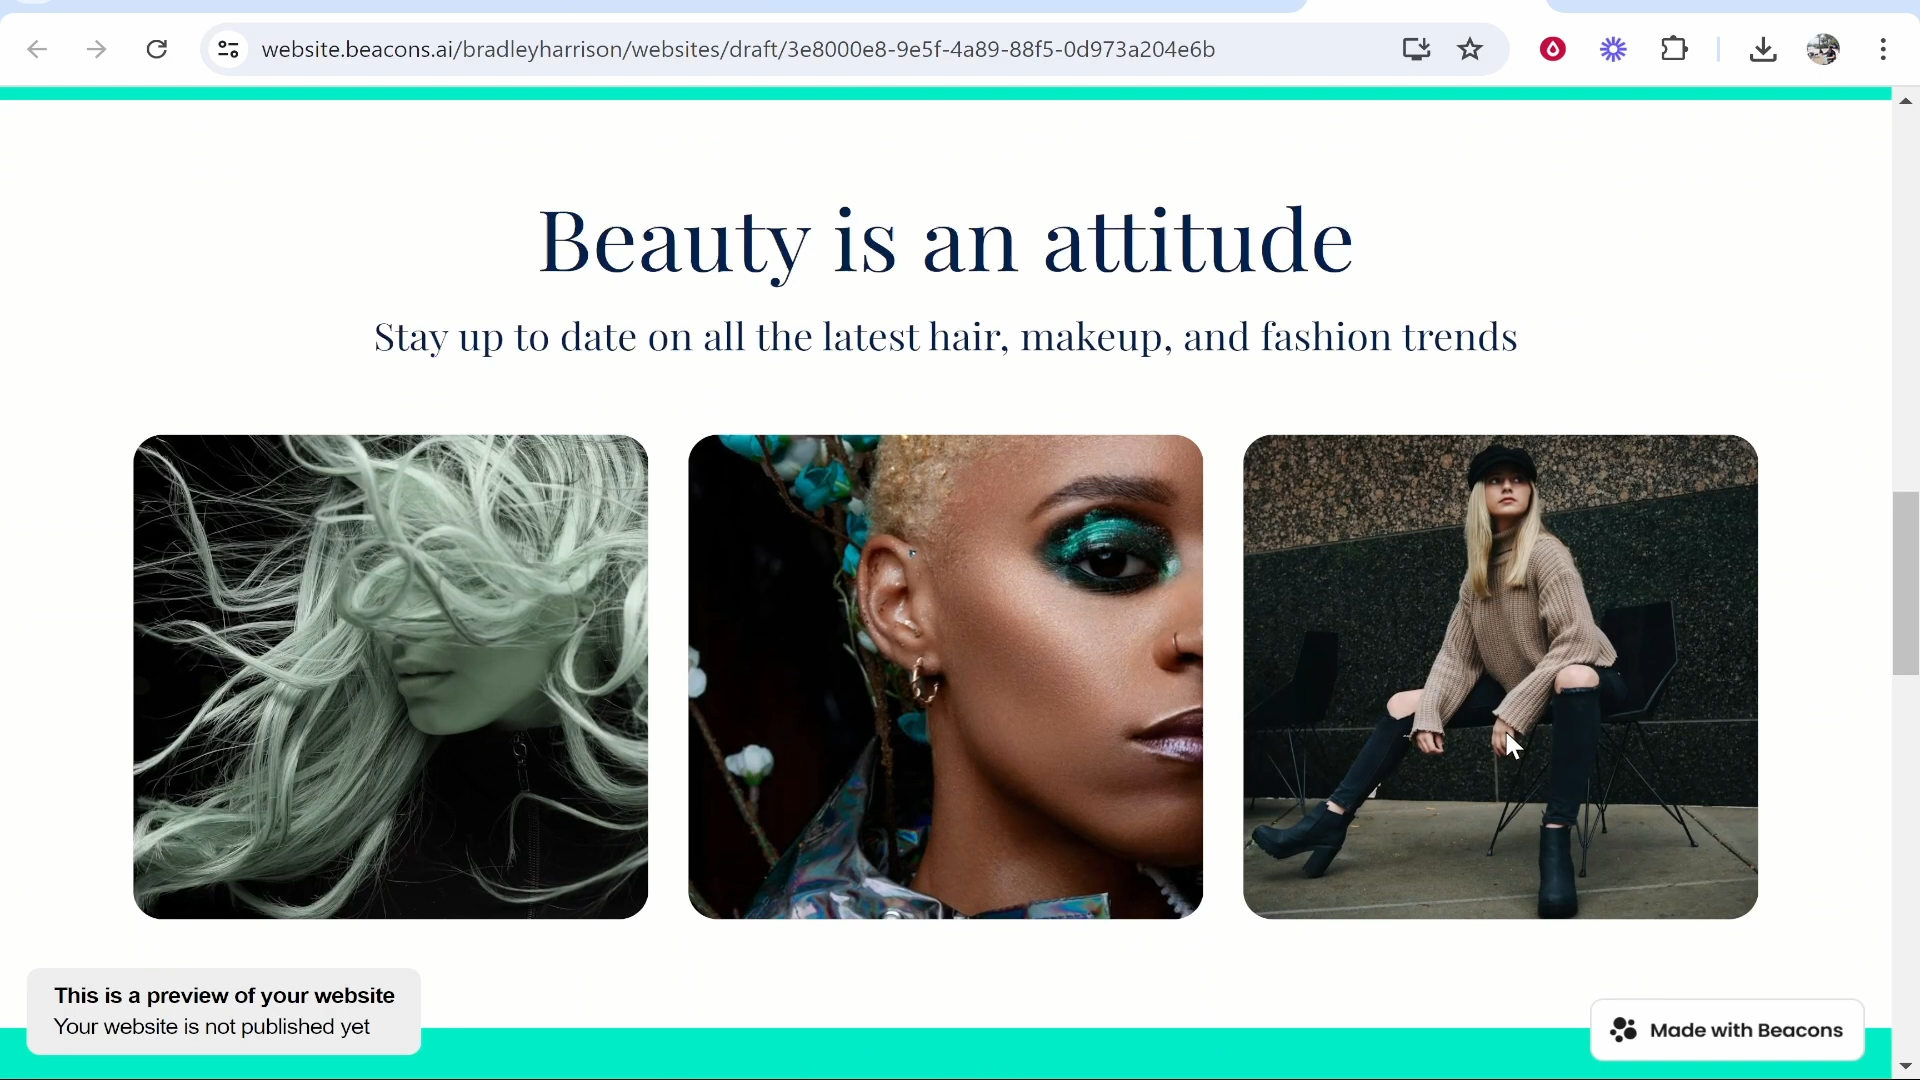 website.beacons.ai/bradleyharrison/websites/draft/3e8000e8-9e5f-4a89-88f5-0d973a204e6b
Beauty is an attitude
Stay up to date on all the latest hair, makeup, and fashion trends
This is a preview of your website
Your website is not published yet
Made with Beacons